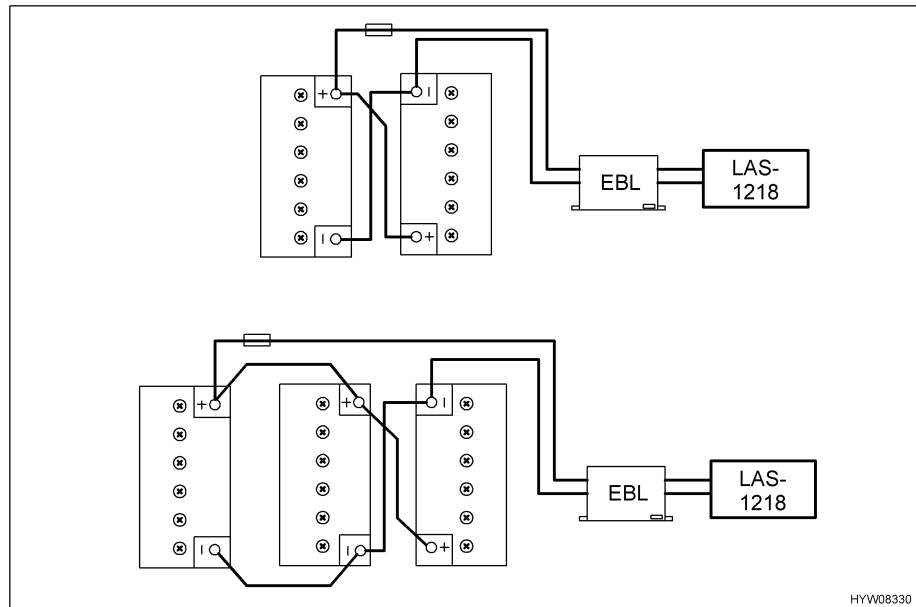 +
–
–
+
EBL
LAS-
1218
+
–
+
–
–
+
EBL
LAS-
1218
HYW08330